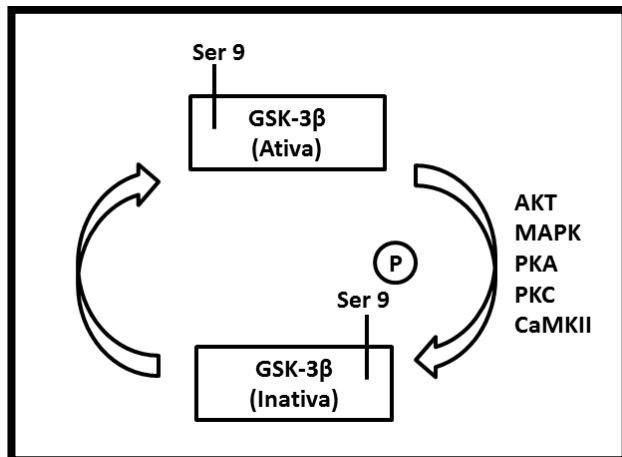 Ser 9
GSK-3β
(Ativa)
AKT
MAPK
PKA
PKC
CaMKII
P
Ser 9
GSK-3β
(Inativa)